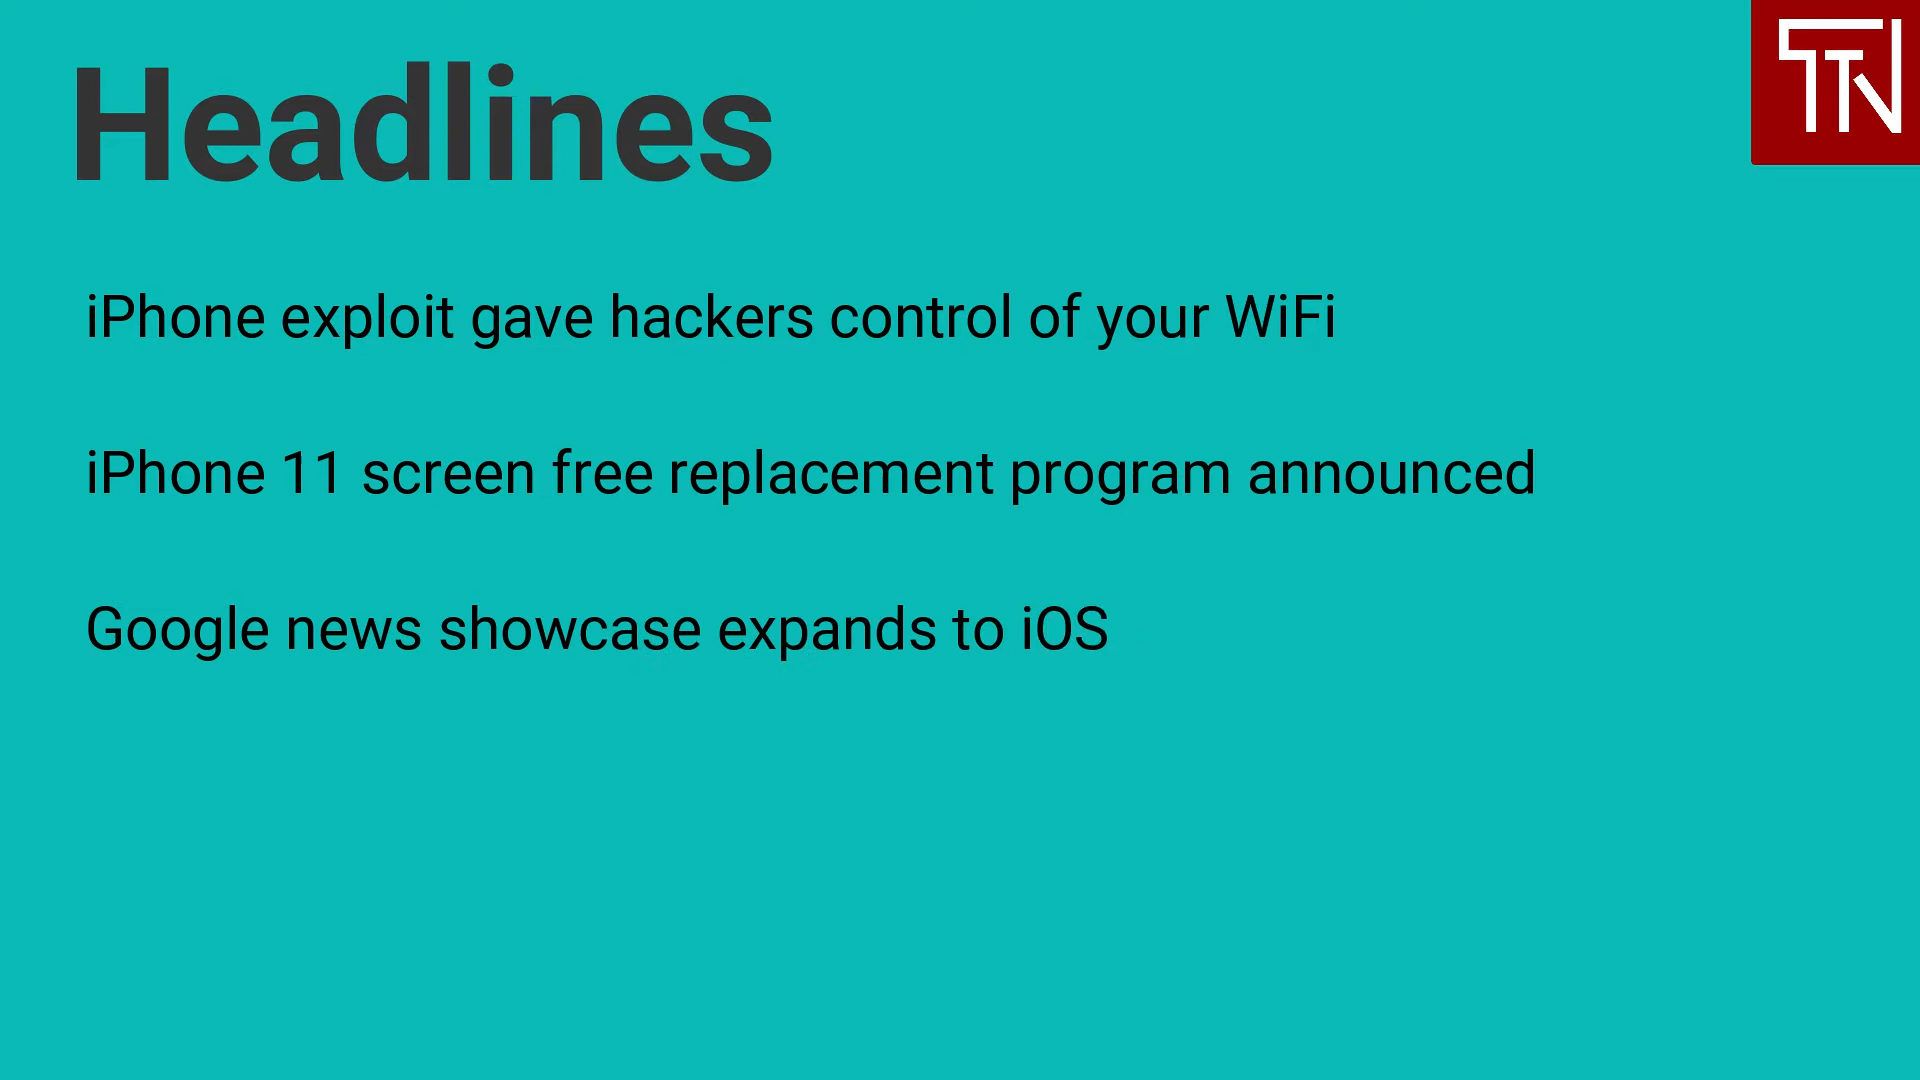 TTN
Headlines
iPhone exploit gave hackers control of your WiFi
iPhone 11 screen free replacement program announced
Google news showcase expands to iOS